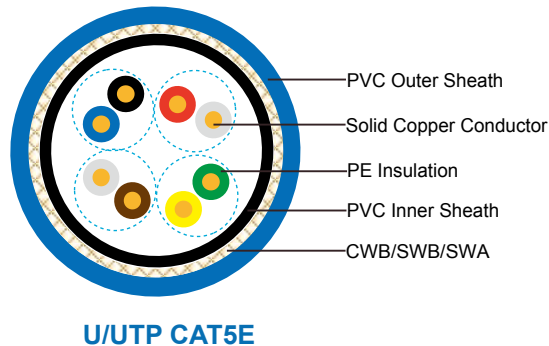 PVC Outer Sheath
Solid Copper Conductor
PE Insulation
PVC Inner Sheath
CWB/SWB/SWA
U/UTP CAT5E